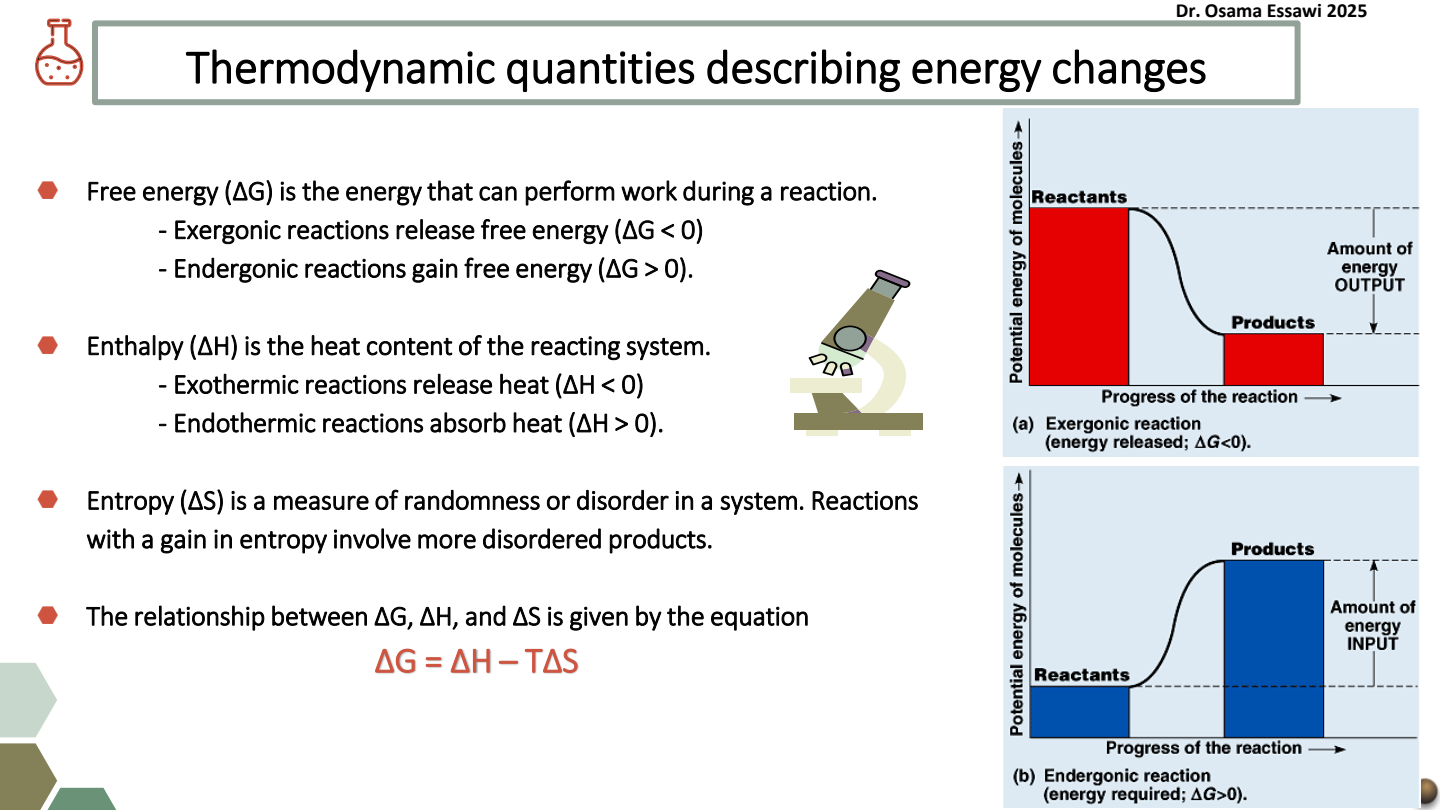 Dr. Osama Essawi 2025
Thermodynamic quantities describing energy changes
Free energy (ΔG) is the energy that can perform work during a reaction.
- Exergonic reactions release free energy (ΔG < 0)
- Endergonic reactions gain free energy (ΔG > 0).
Enthalpy (ΔH) is the heat content of the reacting system.
- Exothermic reactions release heat (ΔH < 0)
- Endothermic reactions absorb heat (ΔH > 0).
Entropy (ΔS) is a measure of randomness or disorder in a system. Reactions
with a gain in entropy involve more disordered products.
The relationship between ΔG, ΔH, and ΔS is given by the equation
ΔG = ΔH – TΔS
Potential energy of molecules
Reactants
Amount of
energy
OUTPUT
Products
Progress of the reaction
(a) Exergonic reaction
(energy released; ΔG<0).
Potential energy of molecules
Products
Amount of
energy
INPUT
Reactants
Progress of the reaction
(b) Endergonic reaction
(energy required; ΔG>0).